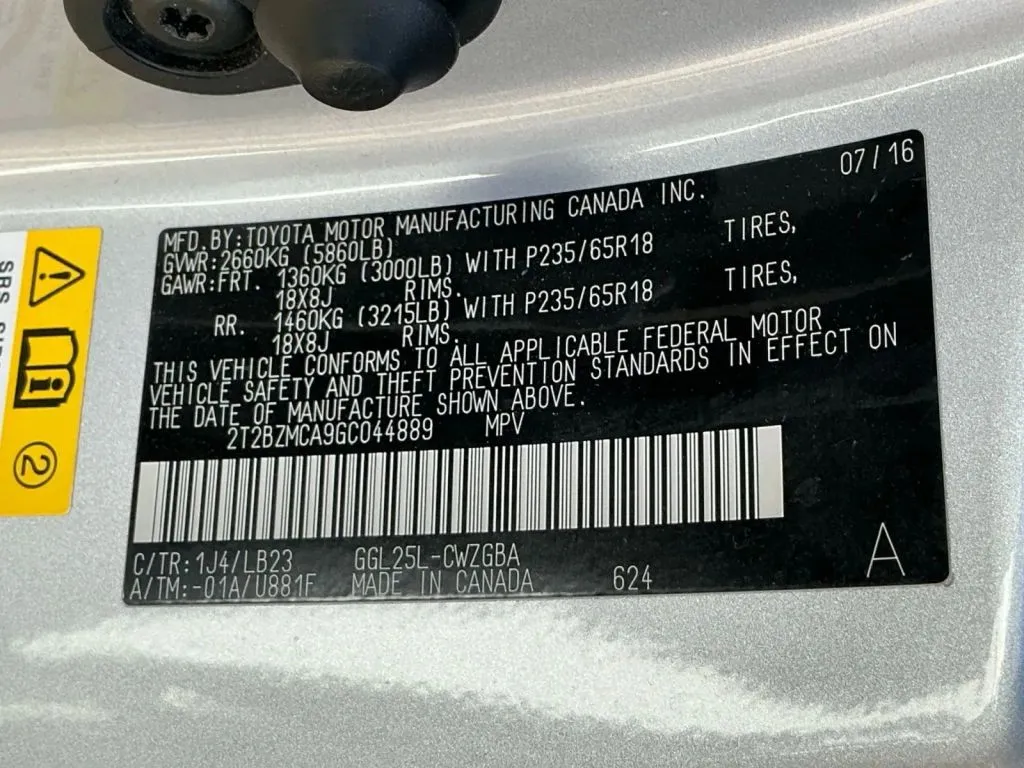 07/16
MFD.BY:TOYOTA MOTOR MANUFACTURING CANADA INC.
GVWR:2660KG (5860LB)
GAWR:FRT. 1360KG (3000LB) WITH P235/65R18 TIRES,
18X8J RIMS.
RR. 1460KG (3215LB) WITH P235/65R18 TIRES,
18X8J RIMS.
THIS VEHICLE CONFORMS TO ALL APPLICABLE FEDERAL MOTOR
VEHICLE SAFETY AND THEFT PREVENTION STANDARDS IN EFFECT ON
THE DATE OF MANUFACTURE SHOWN ABOVE.
2T2BZMCA9GC044889 MPV
C/TR:1J4/LB23 GGL25L-CWZGBA
A/TM:-01A/U881F MADE IN CANADA 624 A
SRS
2